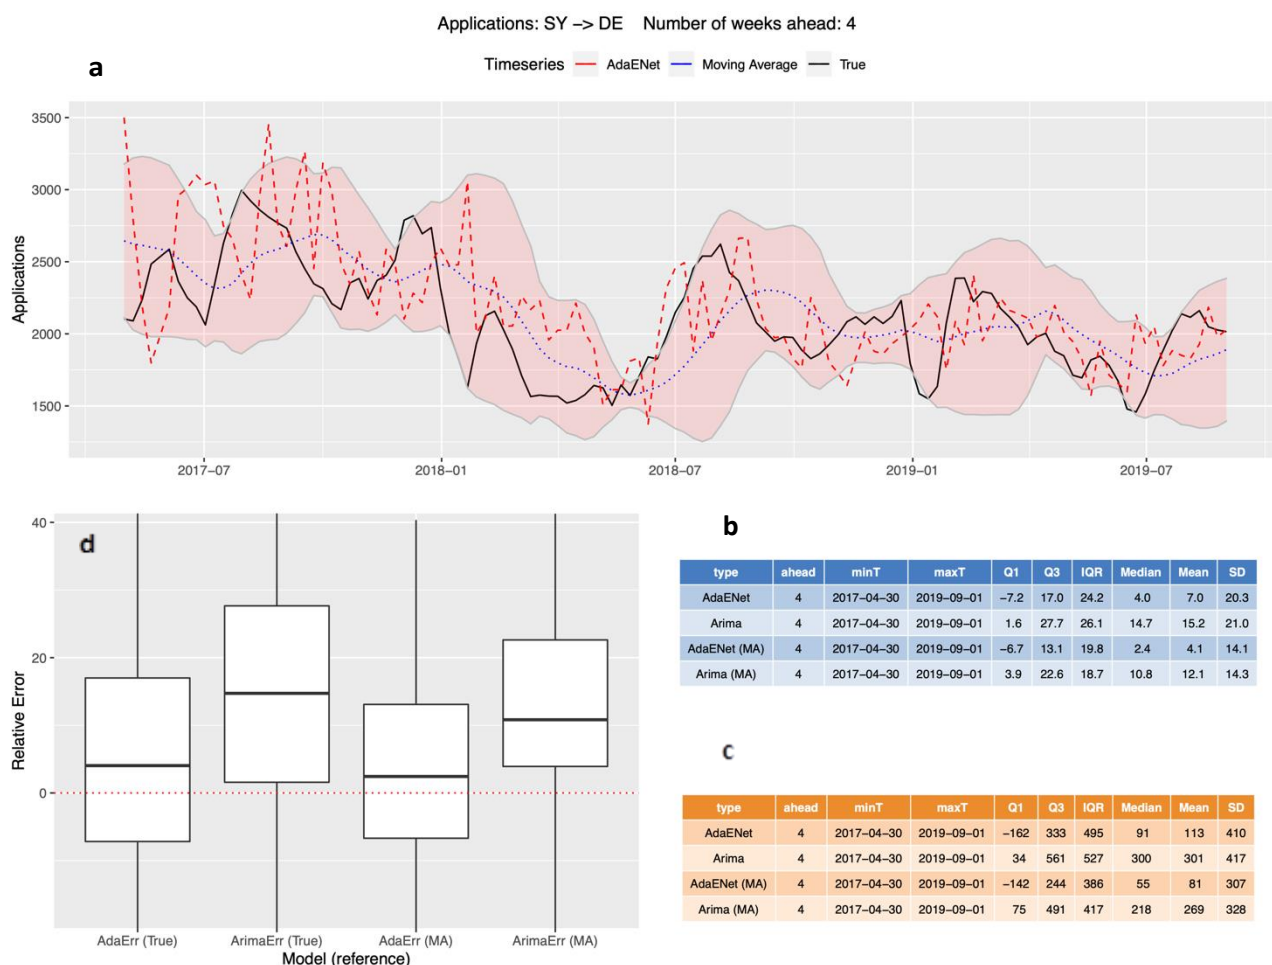 Applications: SY −> DE Number of weeks ahead: 4
a
Timeseries AdaENet Moving Average True
3500
3000
2500
2000
1500
Applications
2017−07 2018−01 2018−07 2019−01 2019−07
d
40
20
0
Relative Error
AdaErr (True) ArimaErr (True) AdaErr (MA) ArimaErr (MA)
Model (reference)
b
type ahead minT maxT Q1 Q3 IQR Median Mean SD
AdaENet 4 2017−04−30 2019−09−01 −7.2 17.0 24.2 4.0 7.0 20.3
Arima 4 2017−04−30 2019−09−01 1.6 27.7 26.1 14.7 15.2 21.0
AdaENet (MA) 4 2017−04−30 2019−09−01 −6.7 13.1 19.8 2.4 4.1 14.1
Arima (MA) 4 2017−04−30 2019−09−01 3.9 22.6 18.7 10.8 12.1 14.3
c
type ahead minT maxT Q1 Q3 IQR Median Mean SD
AdaENet 4 2017−04−30 2019−09−01 −162 333 495 91 113 410
Arima 4 2017−04−30 2019−09−01 34 561 527 300 301 417
AdaENet (MA) 4 2017−04−30 2019−09−01 −142 244 386 55 81 307
Arima (MA) 4 2017−04−30 2019−09−01 75 491 417 218 269 328